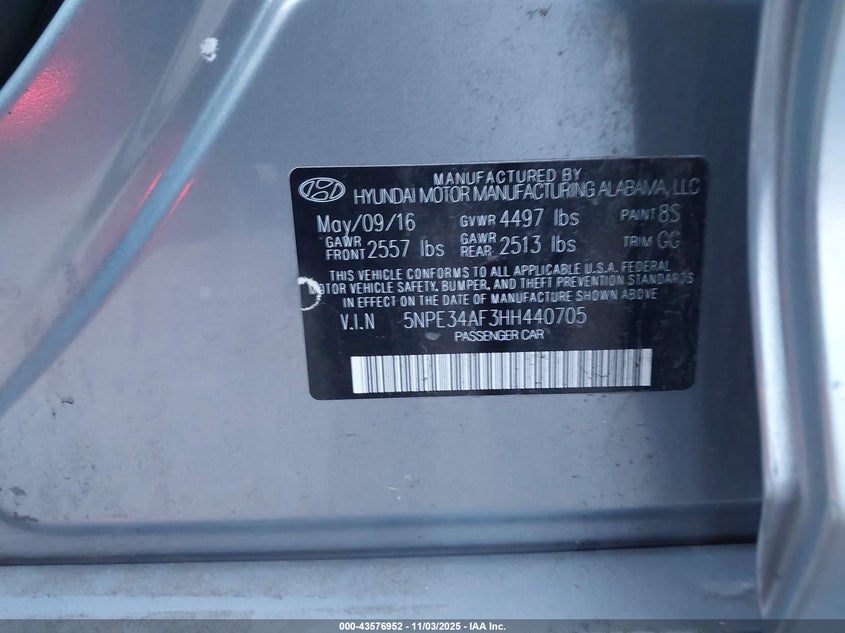 MANUFACTURED BY
HYUNDAI MOTOR MANUFACTURING ALABAMA, LLC
May/09/16 GVWR 4497 lbs PAINT 8S
GAWR FRONT 2557 lbs GAWR REAR 2513 lbs TRIM GG
THIS VEHICLE CONFORMS TO ALL APPLICABLE U.S.A. FEDERAL
MOTOR VEHICLE SAFETY, BUMPER, AND THEFT PREVENTION STANDARDS
IN EFFECT ON THE DATE OF MANUFACTURE SHOWN ABOVE.
V.I.N 5NPE34AF3HH440705
PASSENGER CAR
000-43576952 - 11/03/2025 - IAA Inc.